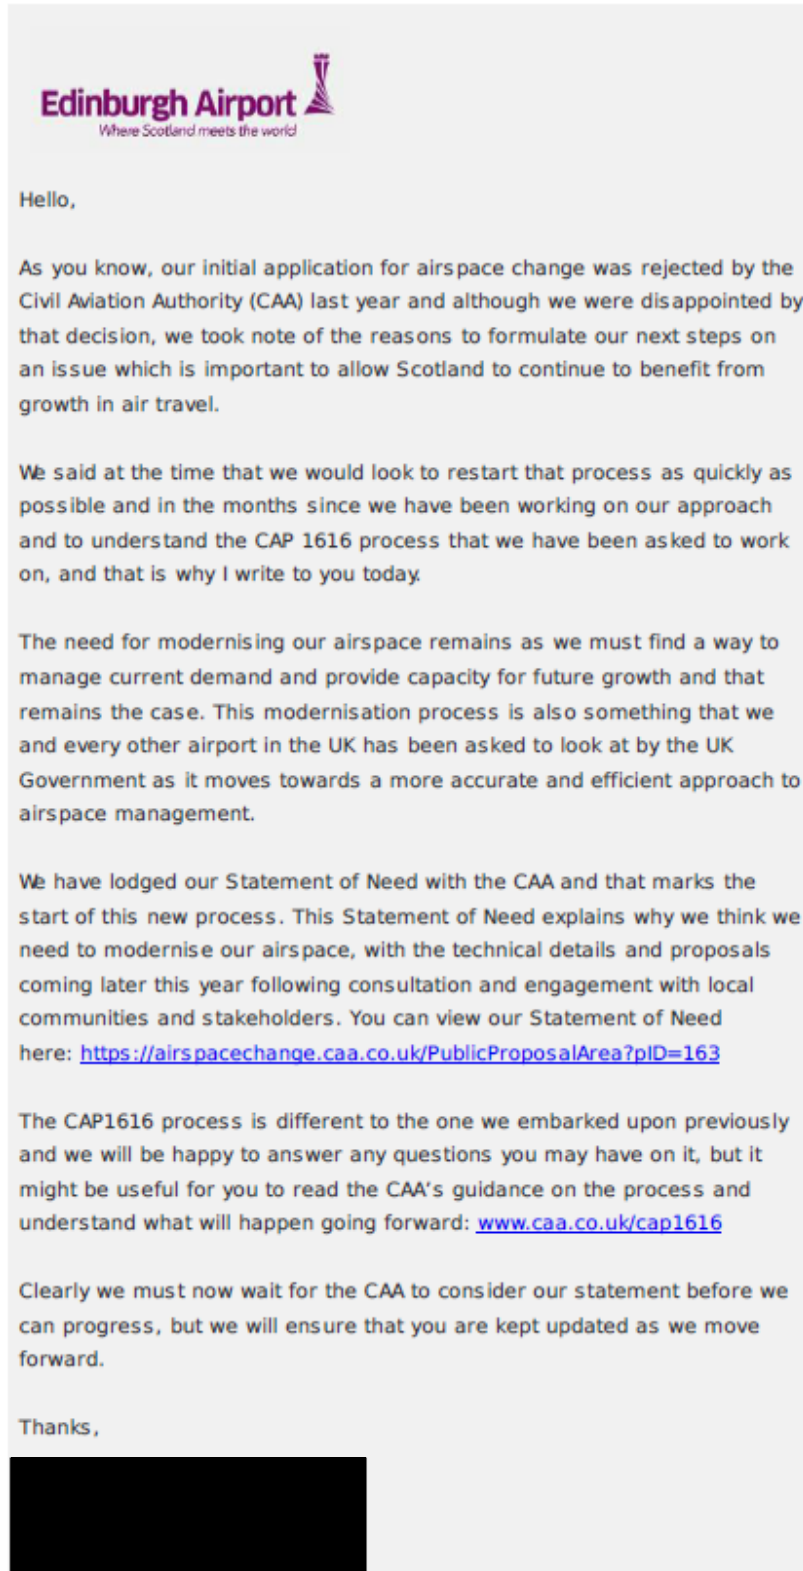 Edinburgh Airport
Where Scotland meets the world
Hello,
As you know, our initial application for airspace change was rejected by the
Civil Aviation Authority (CAA) last year and although we were disappointed by
that decision, we took note of the reasons to formulate our next steps on
an issue which is important to allow Scotland to continue to benefit from
growth in air travel.
We said at the time that we would look to restart that process as quickly as
possible and in the months since we have been working on our approach
and to understand the CAP 1616 process that we have been asked to work
on, and that is why I write to you today.
The need for modernising our airspace remains as we must find a way to
manage current demand and provide capacity for future growth and that
remains the case. This modernisation process is also something that we
and every other airport in the UK has been asked to look at by the UK
Government as it moves towards a more accurate and efficient approach to
airspace management.
We have lodged our Statement of Need with the CAA and that marks the
start of this new process. This Statement of Need explains why we think we
need to modernise our airspace, with the technical details and proposals
coming later this year following consultation and engagement with local
communities and stakeholders. You can view our Statement of Need
here: https://airspacechange.caa.co.uk/PublicProposalArea?pID=163
The CAP1616 process is different to the one we embarked upon previously
and we will be happy to answer any questions you may have on it, but it
might be useful for you to read the CAA's guidance on the process and
understand what will happen going forward: www.caa.co.uk/cap1616
Clearly we must now wait for the CAA to consider our statement before we
can progress, but we will ensure that you are kept updated as we move
forward.
Thanks,